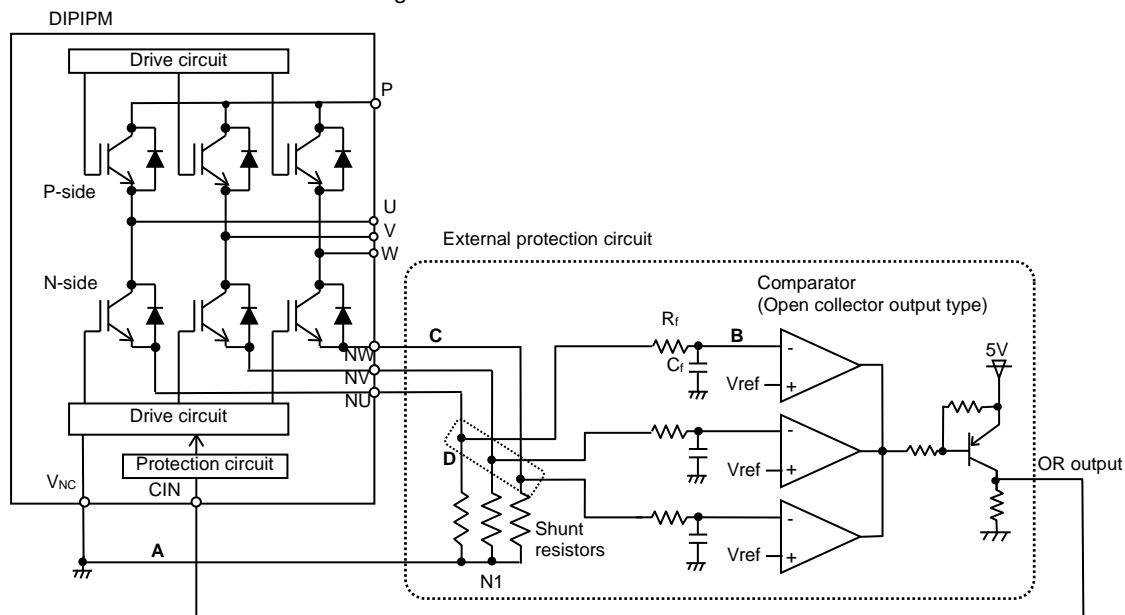 DIPIPM
Drive circuit
P
P-side
U
V
W
External protection circuit
N-side
Comparator
(Open collector output type)
C
Rf
B
5V
NW
Cf
-
Vref
+
NV
NU
Drive circuit
-
Vref
+
D
OR output
Protection circuit
VNC
CIN
-
Shunt
resistors
Vref
+
A
N1